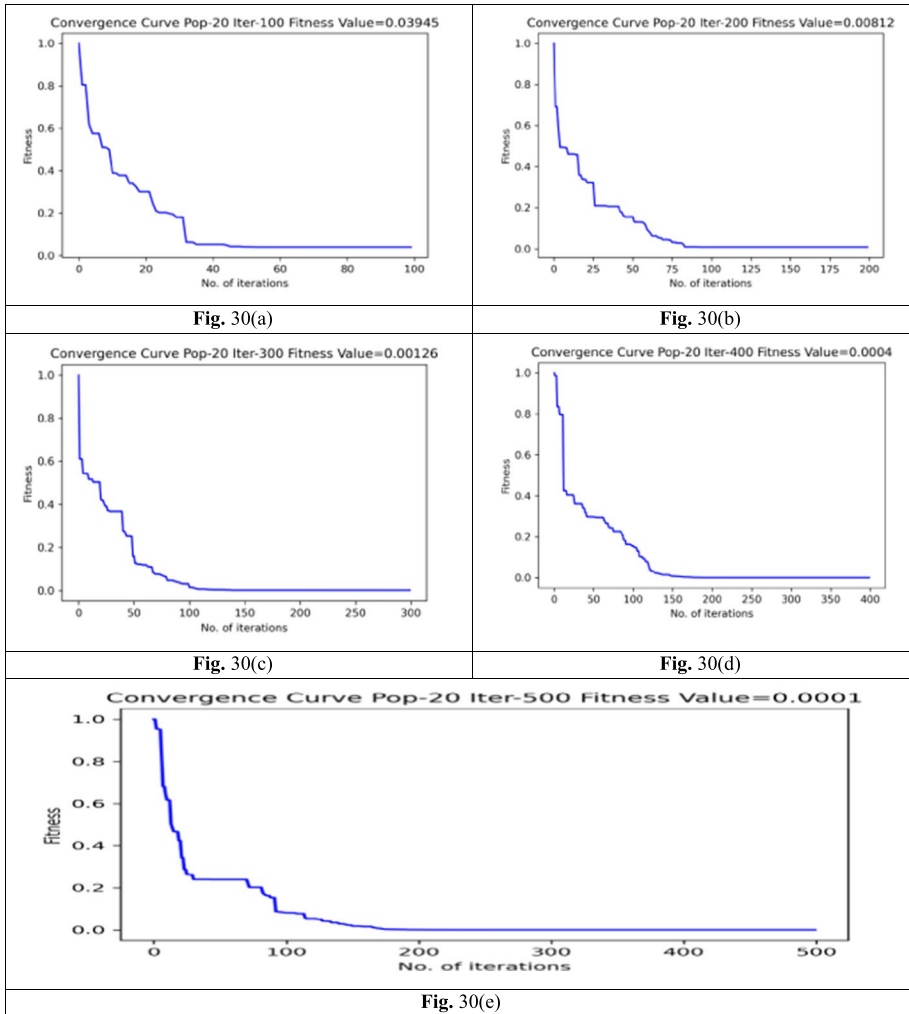 Convergence Curve Pop-20 Iter-100 Fitness Value=0.03945
1.0
0.8
0.6
0.4
0.2
0.0
Fitness
0 20 40 60 80 100
No. of iterations
Fig. 30(a)
Convergence Curve Pop-20 Iter-200 Fitness Value=0.00812
1.0
0.8
0.6
0.4
0.2
0.0
Fitness
0 25 50 75 100 125 150 175 200
No. of iterations
Fig. 30(b)
Convergence Curve Pop-20 Iter-300 Fitness Value=0.00126
1.0
0.8
0.6
0.4
0.2
0.0
Fitness
0 50 100 150 200 250 300
No. of iterations
Fig. 30(c)
Convergence Curve Pop-20 Iter-400 Fitness Value=0.0004
1.0
0.8
0.6
0.4
0.2
0.0
Fitness
0 50 100 150 200 250 300 350 400
No. of iterations
Fig. 30(d)
Convergence Curve Pop-20 Iter-500 Fitness Value=0.0001
1.0
0.8
0.6
0.4
0.2
0.0
Fitness
0 100 200 300 400 500
No. of iterations
Fig. 30(e)